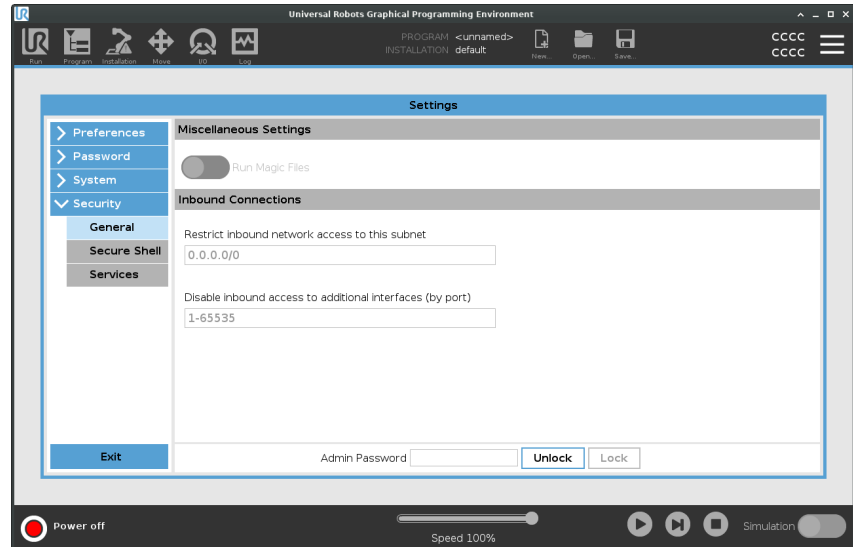 Universal Robots Graphical Programming Environment
UR
Run
Program
Installation
Move
I/O
Log
PROGRAM <unnamed>
INSTALLATION default
New...
Open...
Save...
CCCC
CCCC
Settings
Preferences
Password
System
Security
General
Secure Shell
Services
Exit
Miscellaneous Settings
Run Magic Files
Inbound Connections
Restrict inbound network access to this subnet
0.0.0.0/0
Disable inbound access to additional interfaces (by port)
1-65535
Admin Password
Unlock
Lock
Power off
Speed 100%
Simulation